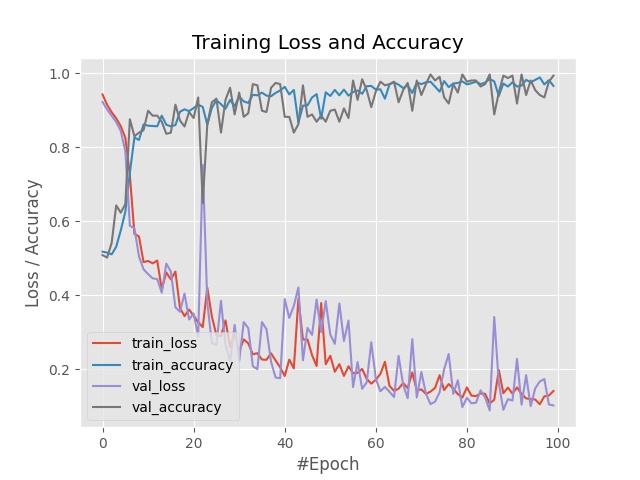 Training Loss and Accuracy
1.0
0.8
0.6
0.4
0.2
Loss / Accuracy
train_loss
train_accuracy
val_loss
val_accuracy
0 20 40 60 80 100
#Epoch